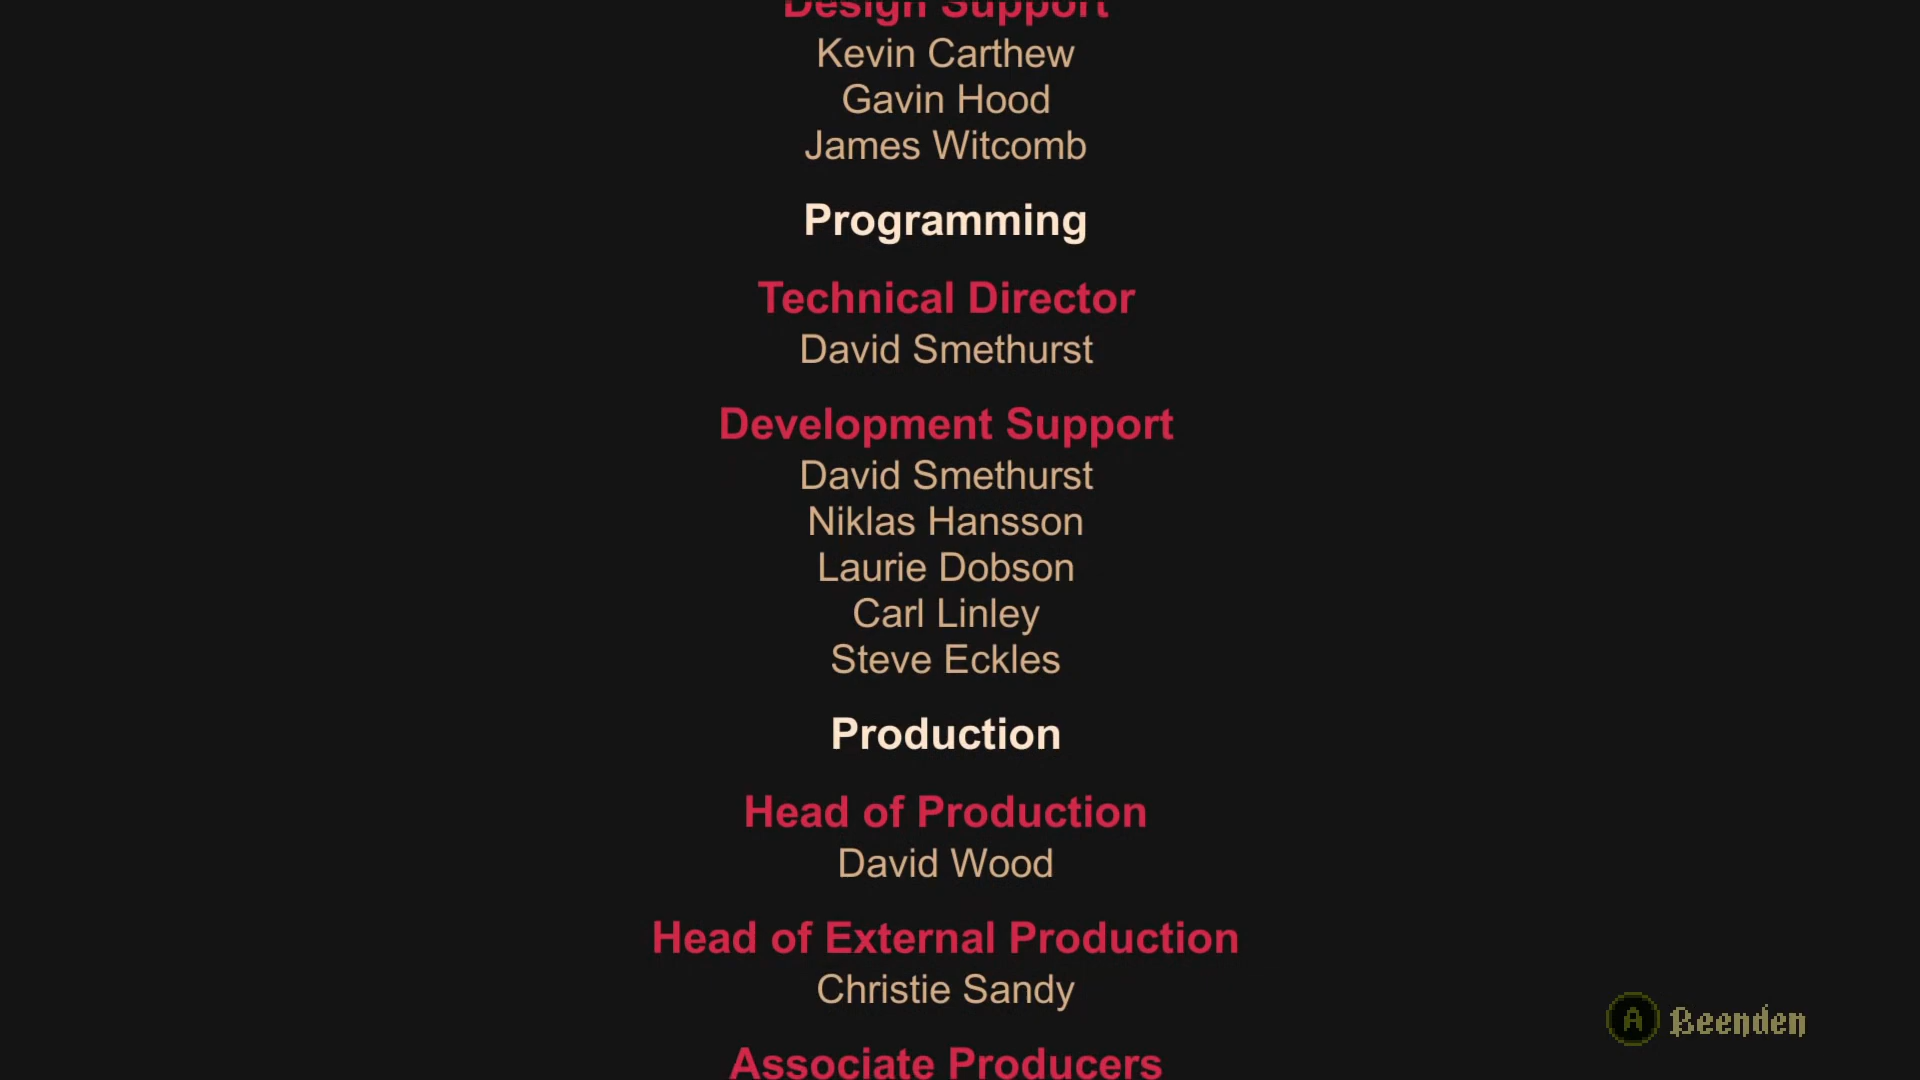 Design Support
Kevin Carthew
Gavin Hood
James Witcomb
Programming
Technical Director
David Smethurst
Development Support
David Smethurst
Niklas Hansson
Laurie Dobson
Carl Linley
Steve Eckles
Production
Head of Production
David Wood
Head of External Production
Christie Sandy
Associate Producers
A Beenden